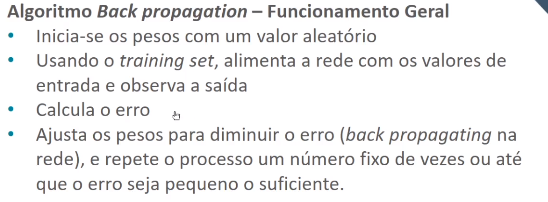 Algoritmo Back propagation – Funcionamento Geral
• Inicia-se os pesos com um valor aleatório
• Usando o training set, alimenta a rede com os valores de
entrada e observa a saída
• Calcula o erro
• Ajusta os pesos para diminuir o erro (back propagating na
rede), e repete o processo um número fixo de vezes ou até
que o erro seja pequeno o suficiente.